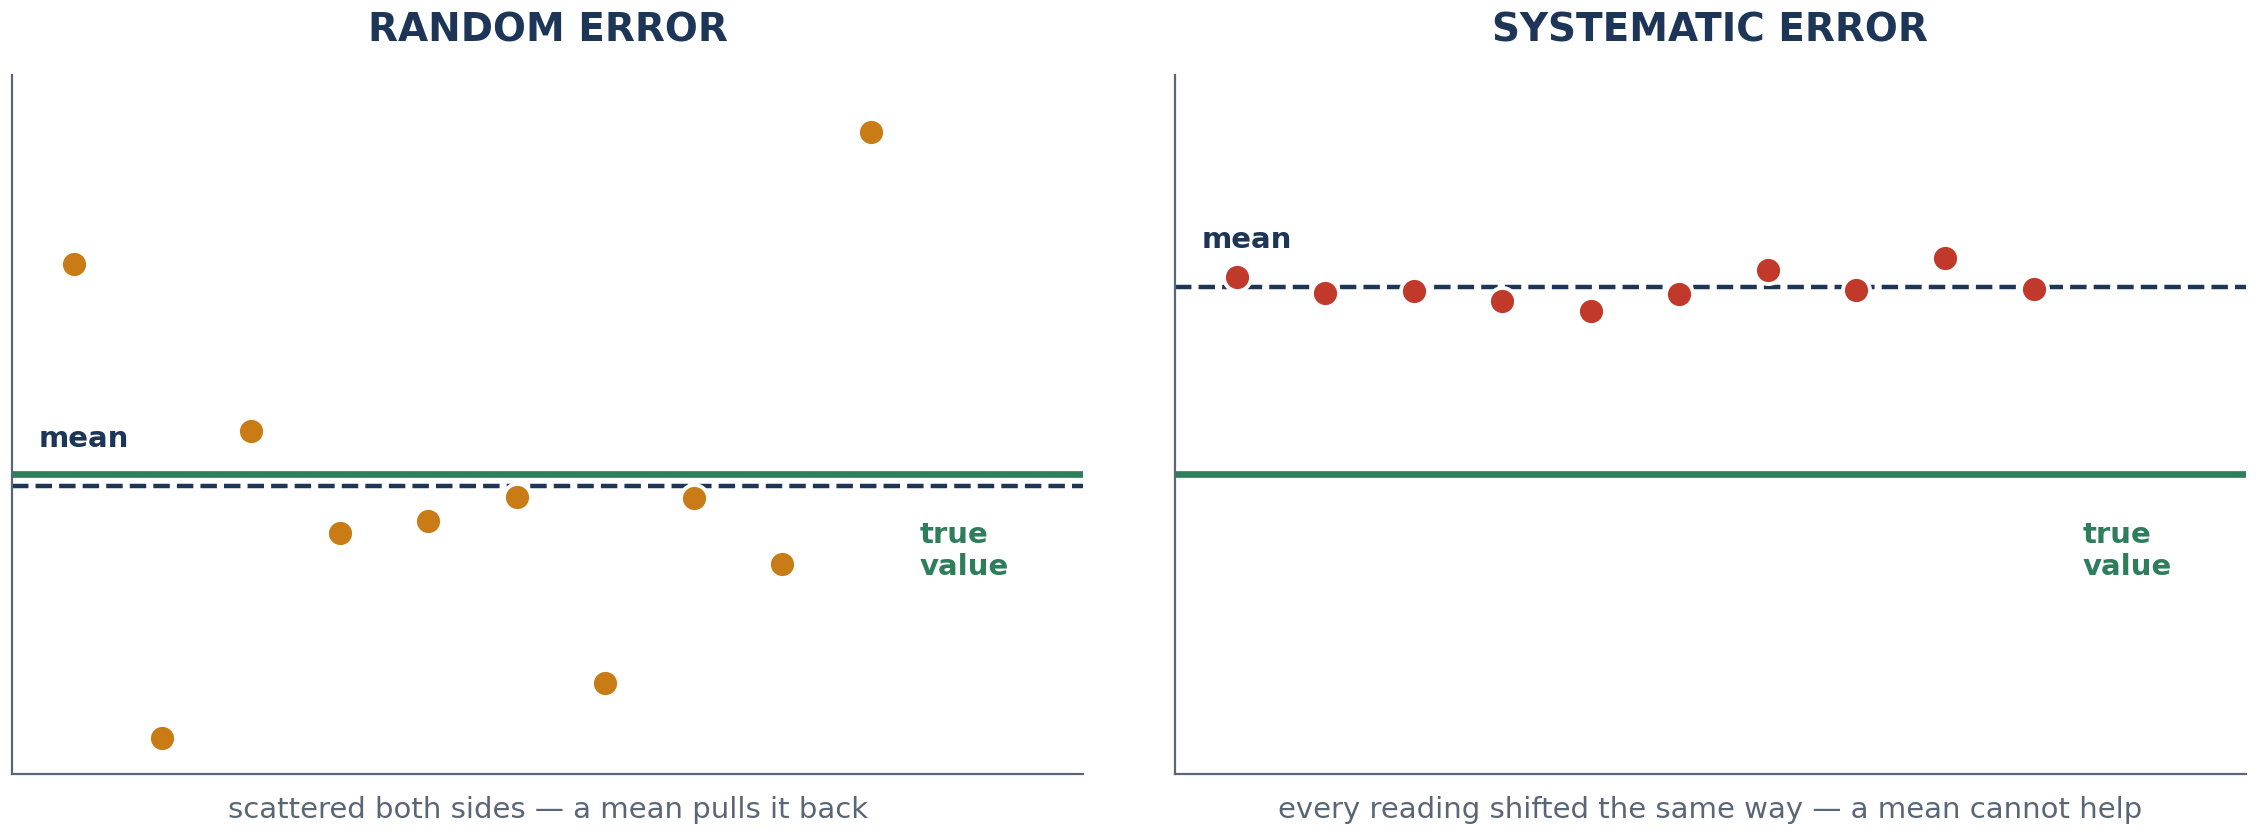 RANDOM ERROR
mean
true
value
scattered both sides — a mean pulls it back
SYSTEMATIC ERROR
mean
true
value
every reading shifted the same way — a mean cannot help